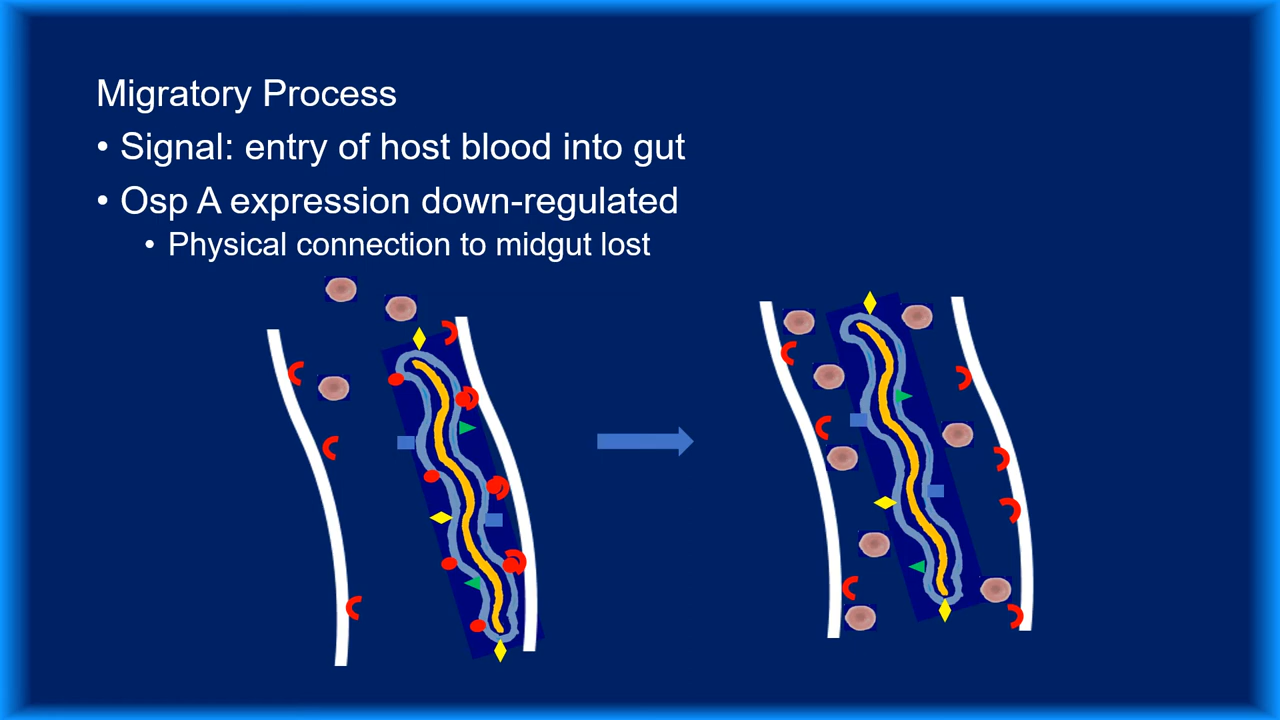 Migratory Process
• Signal: entry of host blood into gut
• Osp A expression down-regulated
• Physical connection to midgut lost